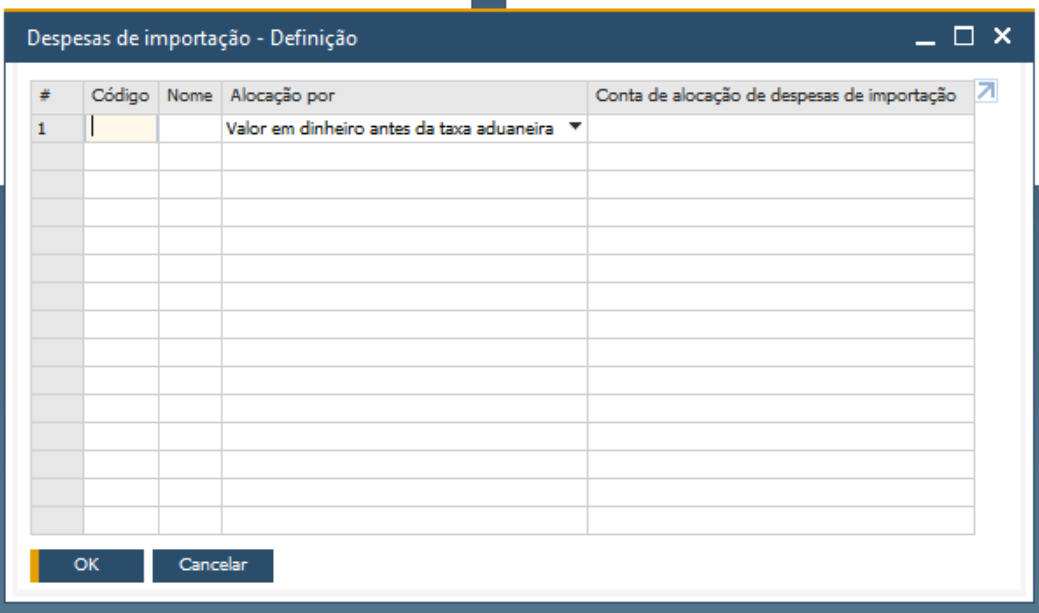 Despesas de importação - Definição
# Código Nome Alocação por Conta de alocação de despesas de importação
1 Valor em dinheiro antes da taxa aduaneira
OK Cancelar